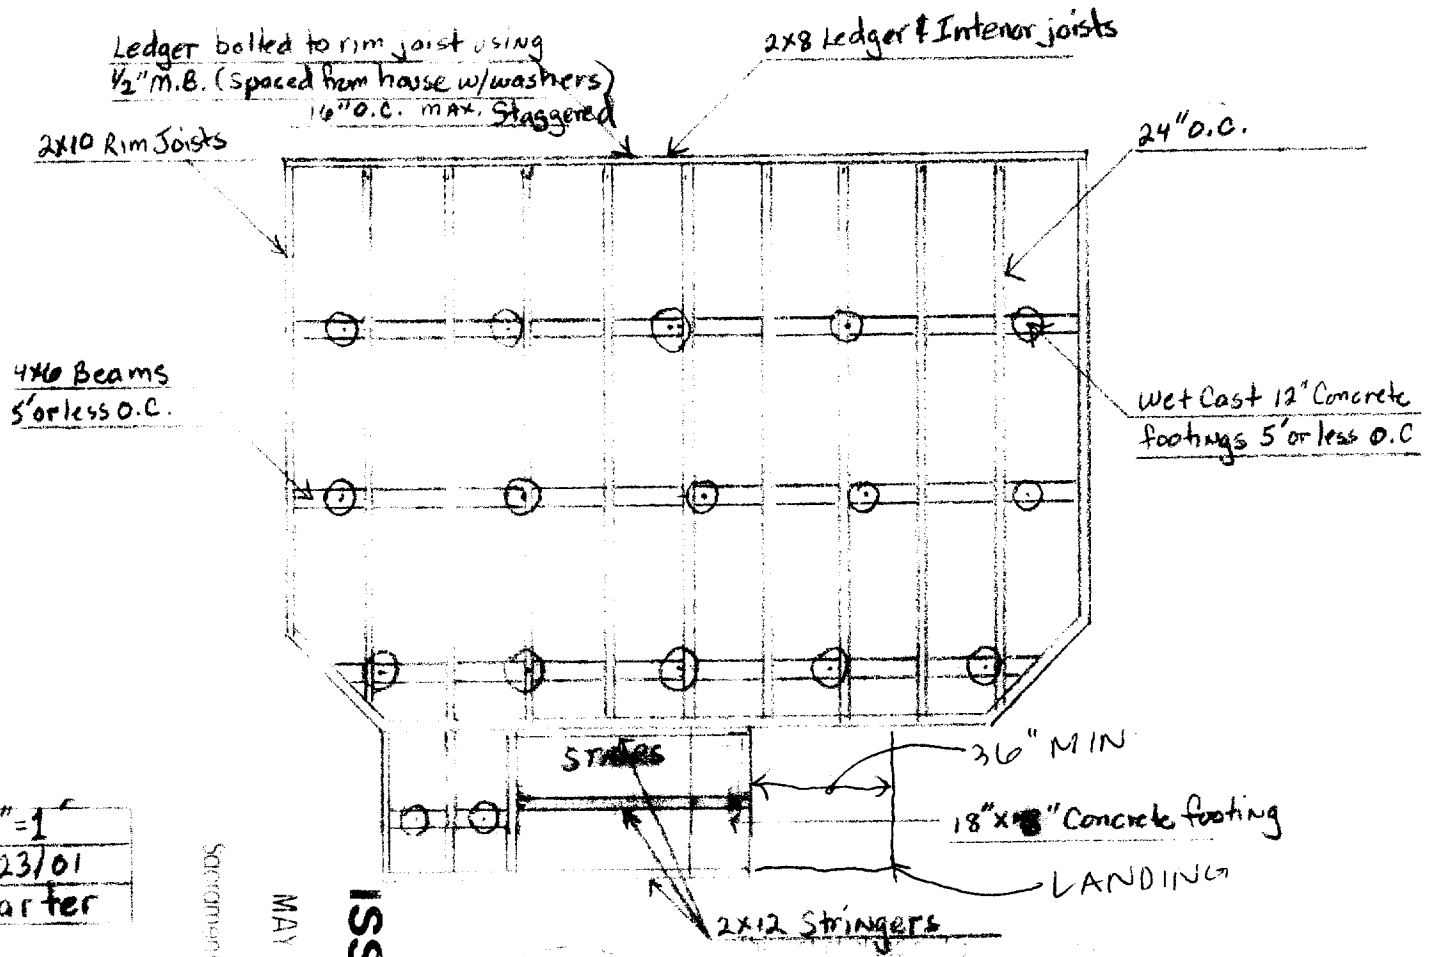 Ledger bolted to rim joist using
1/2" M.B. (spaced from house w/washers)
16" O.C. MAX. Staggered
2x8 Ledger & Interior joists
2x10 Rim Joists
24" O.C.
4x6 Beams
5' or less O.C.
Wet Cast 12" Concrete
footings 5' or less O.C
STAIRS
36" MIN
18"x Concrete footing
LANDING
2x12 Stringers
"=1'
23/01
arter
Sacramen
MAY
ISS